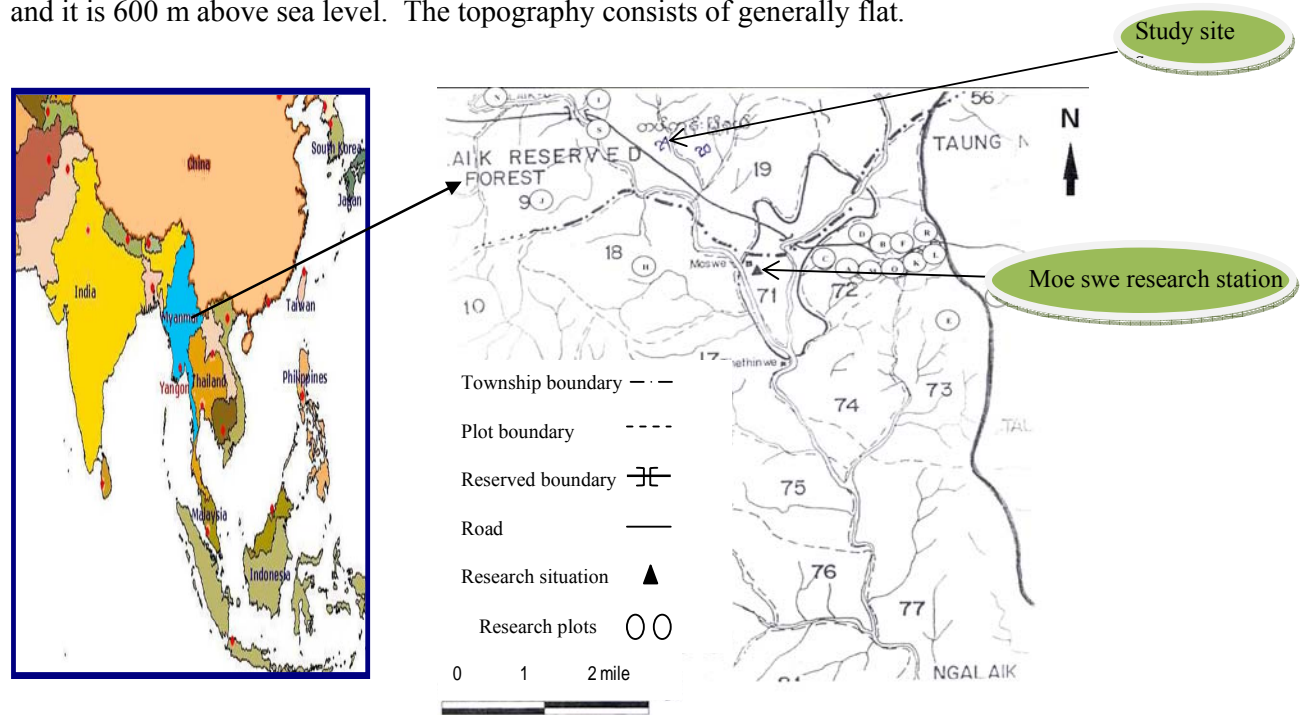 and it is 600 m above sea level. The topography consists of generally flat.
Study site
China
South Korea
Japan
India
Taiwan
Myanmar
Yangon
Thailand
Philippines
Malaysia
Indonesia
56
N
TAUNG N
AIK RESERVED
FOREST
20
19
9
J
N
I
S
18
H
Moswe
10
71
72
D
B
F
R
C
A
M
O
K
L
E
Moe swe research station
17
ethinwe
73
74
75
76
77
NGALAIK
Township boundary
Plot boundary
Reserved boundary
Road
Research situation
Research plots
0 1 2 mile